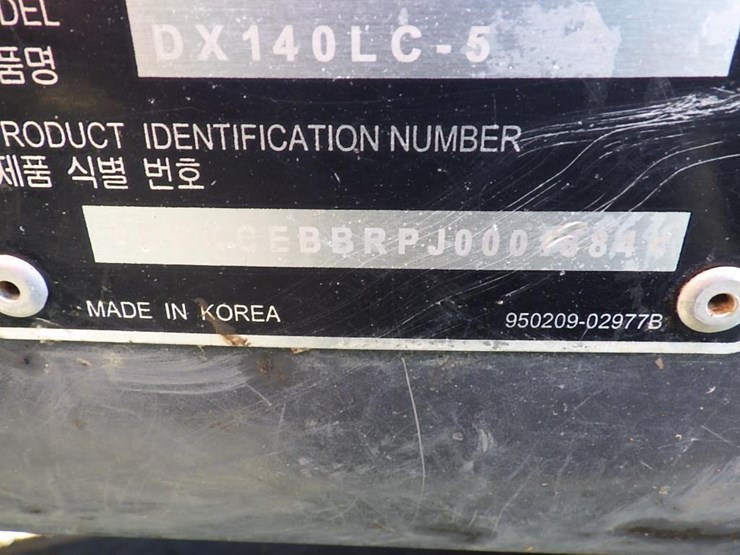 DEL
품명
DX140LC-5
RODUCT IDENTIFICATION NUMBER
제품 식별 번호
MADE IN KOREA
950209-02977B